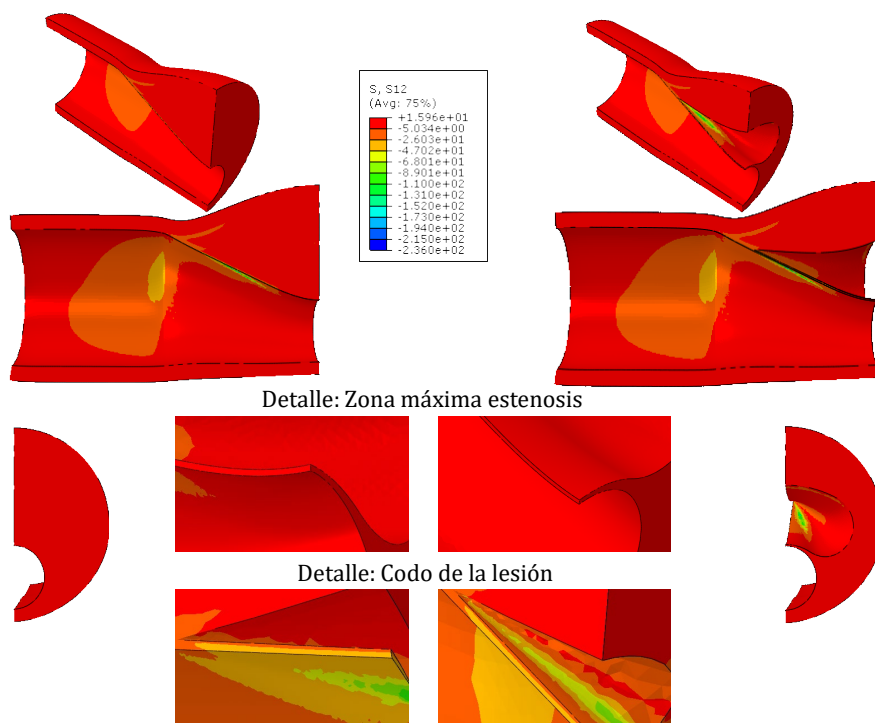 S, S12
(Avg: 75%)
+1.596e+01
-5.034e+00
-2.603e+01
-4.702e+01
-6.801e+01
-8.901e+01
-1.100e+02
-1.310e+02
-1.520e+02
-1.730e+02
-1.940e+02
-2.150e+02
-2.360e+02
Detalle: Zona máxima estenosis
Detalle: Codo de la lesión